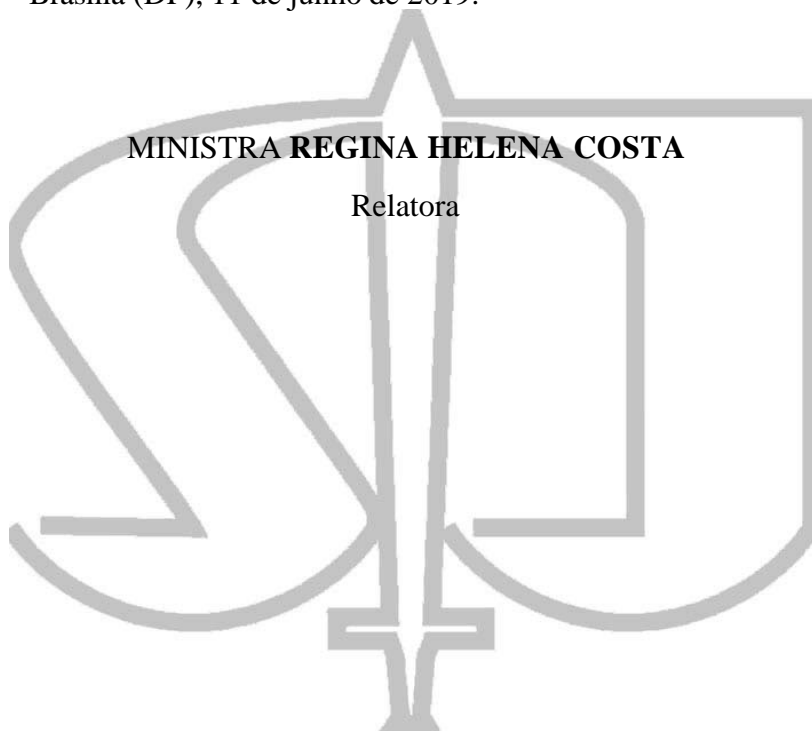 Brasília (DF), 11 de junho de 2019.
MINISTRA REGINA HELENA COSTA
Relatora